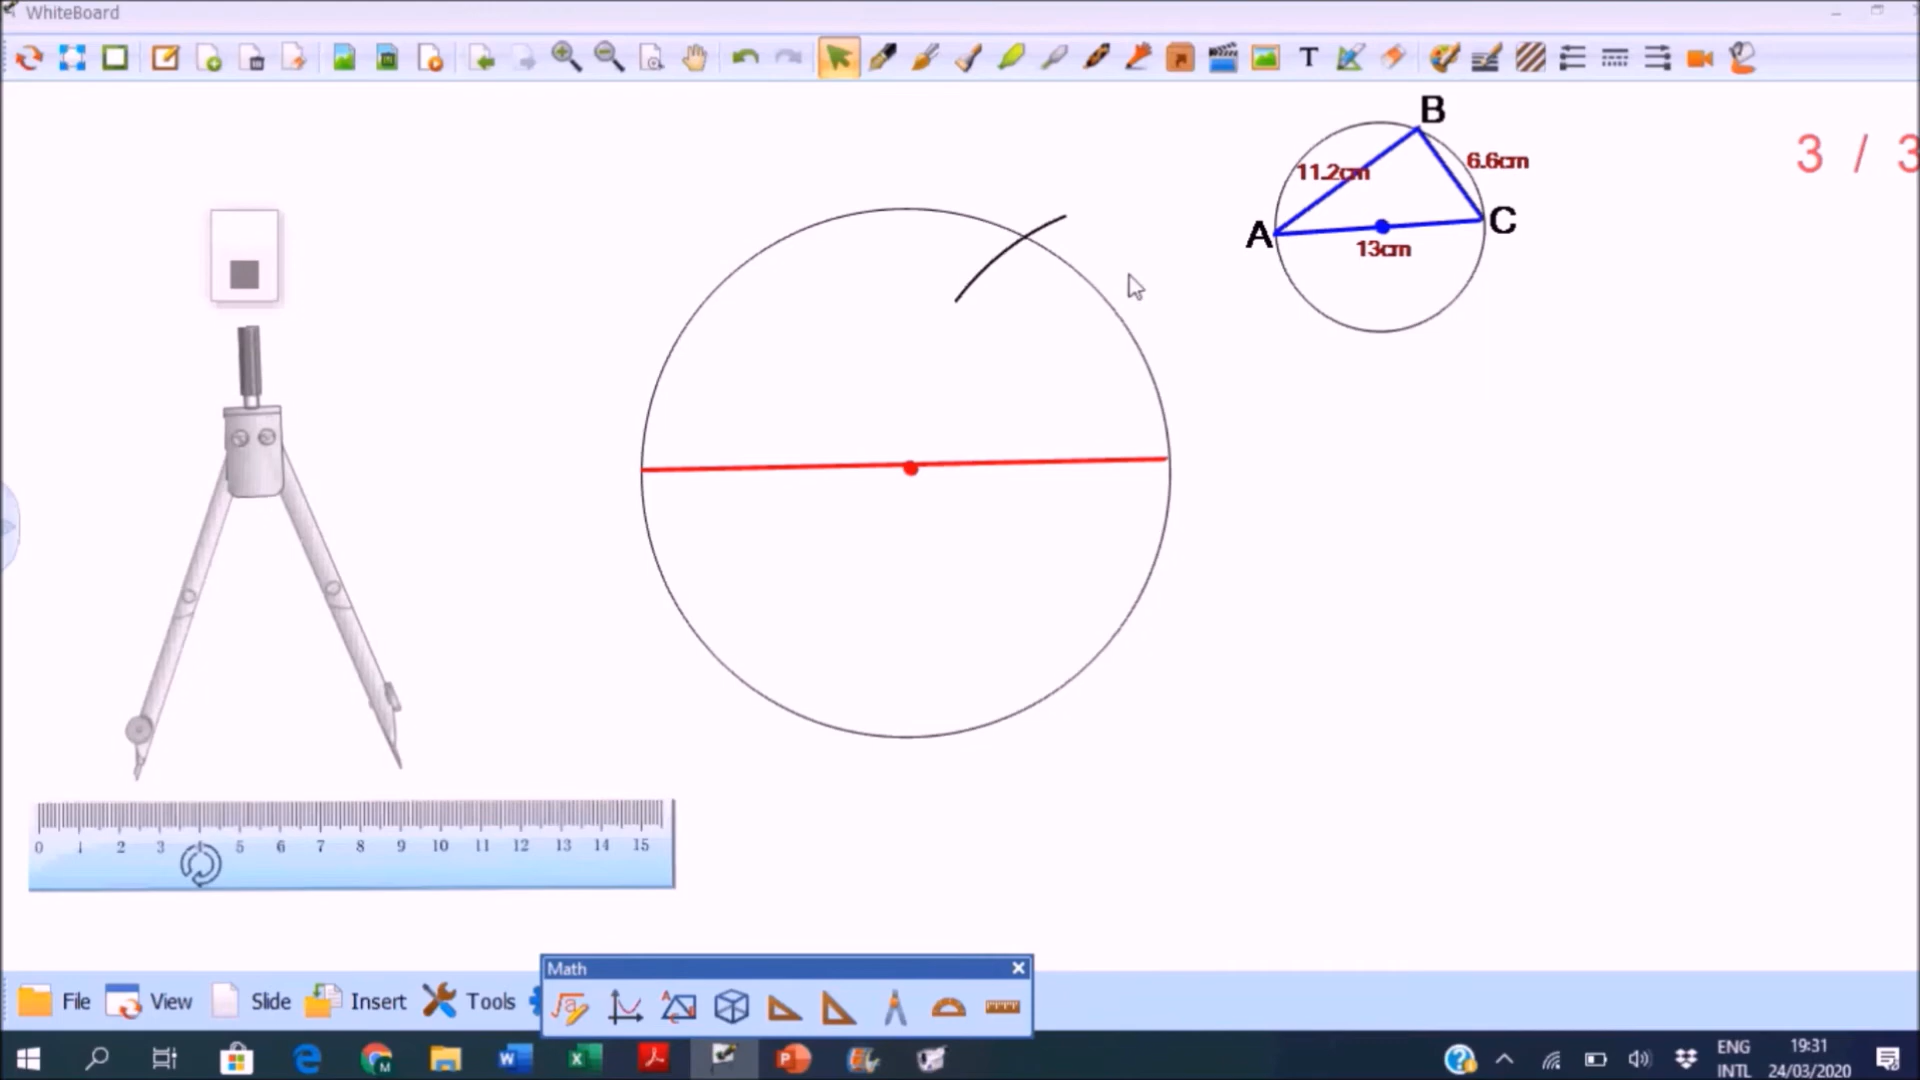 WhiteBoard
T
B
3 / 3
11.2cm
6.6cm
A
C
13cm
0 1 2 3 4 5 6 7 8 9 10 11 12 13 14 15
Math
File View Slide Insert Tools
ENG
INTL
19:31
24/03/2020